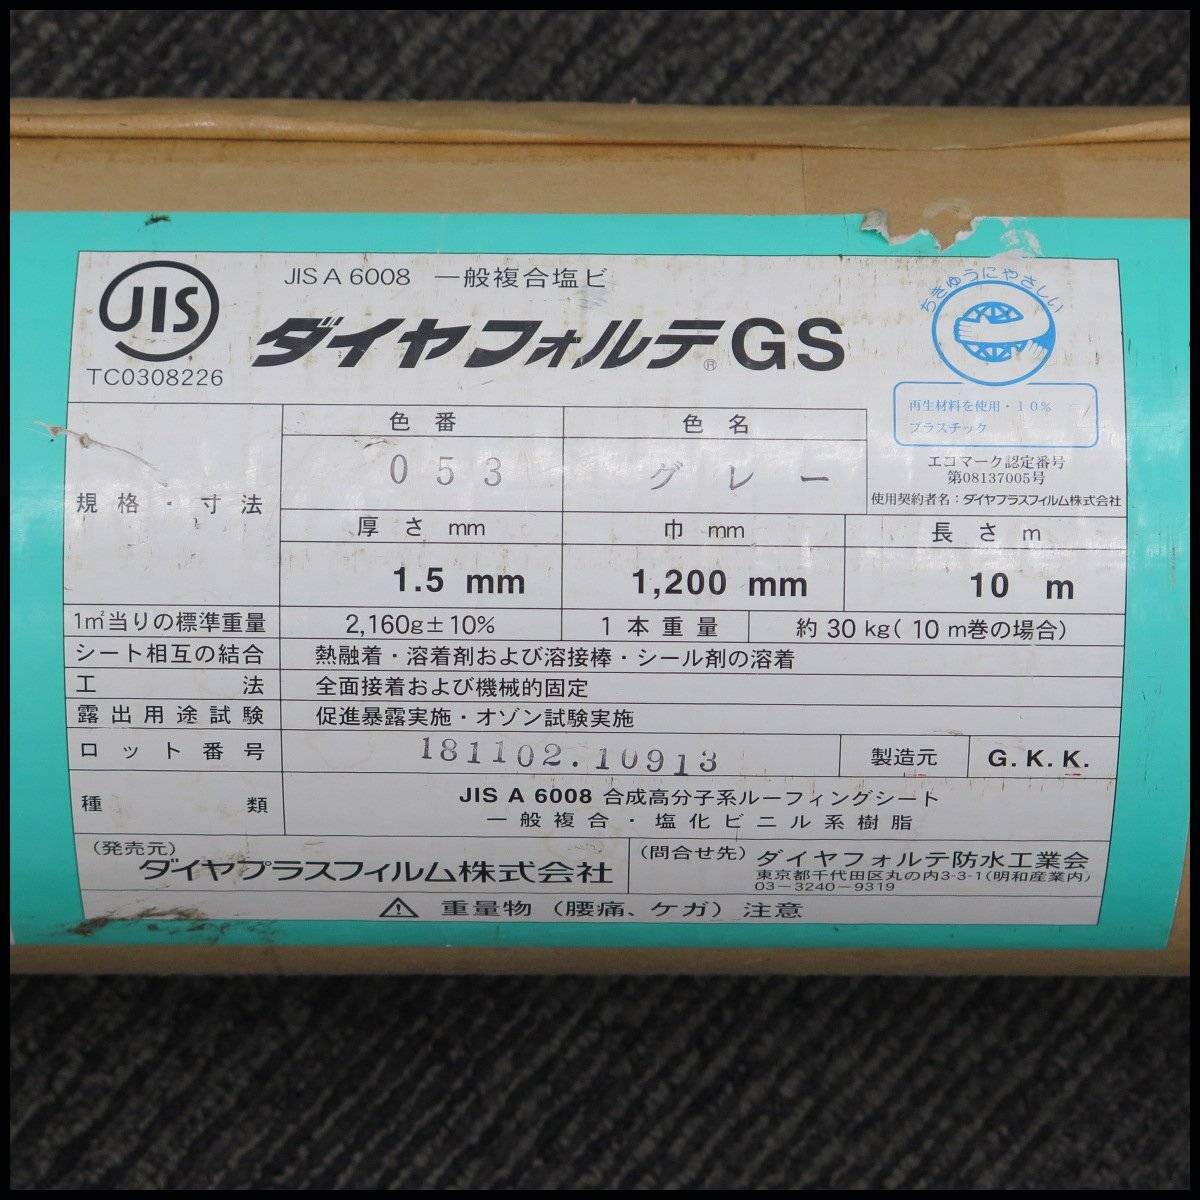 JIS
TC0308226
JIS A 6008 一般複合塩ビ
ダイヤフォルテ® GS
ちきゅうにやさしい
再生材料を使用・10%
プラスチック
エコマーク認定番号
第08137005号
使用契約者名:ダイヤプラスフィルム株式会社
規格・寸法
色番 色名
053 グレー
厚さ mm 巾 mm 長さ m
1.5 mm 1,200 mm 10 m
1㎡当りの標準重量 2,160g±10% 1本重量 約30kg(10m巻の場合)
シート相互の結合 熱融着・溶着剤および溶接棒・シール剤の溶着
工法 全面接着および機械的固定
露出用途試験 促進暴露実施・オゾン試験実施
ロット番号 181102.10913 製造元 G.K.K.
種類 JIS A 6008 合成高分子系ルーフィングシート
一般複合・塩化ビニル系樹脂
(発売元)
ダイヤプラスフィルム株式会社
(問合せ先) ダイヤフォルテ防水工業会
東京都千代田区丸の内3-3-1(明和産業内)
03-3240-9319
⚠ 重量物(腰痛、ケガ)注意